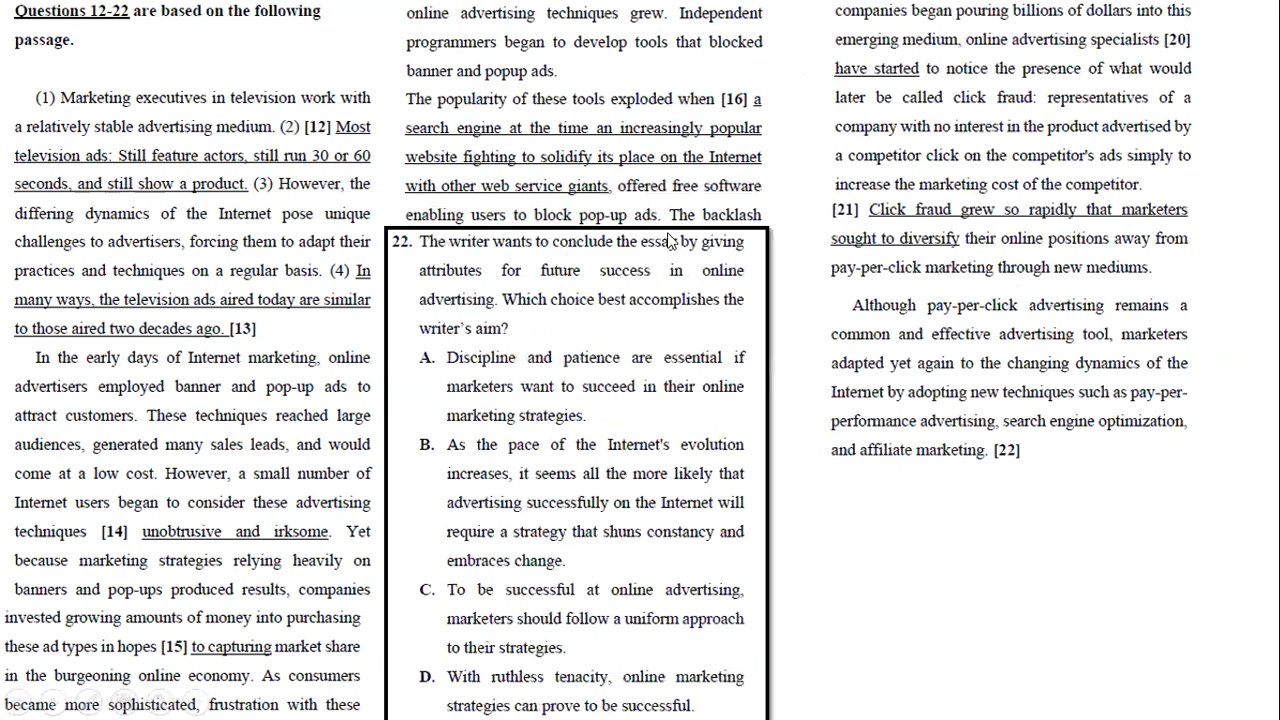 Questions 12-22 are based on the following
passage.
(1) Marketing executives in television work with
a relatively stable advertising medium. (2) [12] Most
television ads: Still feature actors, still run 30 or 60
seconds, and still show a product. (3) However, the
differing dynamics of the Internet pose unique
challenges to advertisers, forcing them to adapt their
practices and techniques on a regular basis. (4) In
many ways, the television ads aired today are similar
to those aired two decades ago. [13]
In the early days of Internet marketing, online
advertisers employed banner and pop-up ads to
attract customers. These techniques reached large
audiences, generated many sales leads, and would
come at a low cost. However, a small number of
Internet users began to consider these advertising
techniques [14] unobtrusive and irksome. Yet
because marketing strategies relying heavily on
banners and pop-ups produced results, companies
invested growing amounts of money into purchasing
these ad types in hopes [15] to capturing market share
in the burgeoning online economy. As consumers
became more sophisticated, frustration with these
online advertising techniques grew. Independent
programmers began to develop tools that blocked
banner and popup ads.
The popularity of these tools exploded when [16] a
search engine at the time an increasingly popular
website fighting to solidify its place on the Internet
with other web service giants, offered free software
enabling users to block pop-up ads. The backlash
22. The writer wants to conclude the essay by giving
attributes for future success in online
advertising. Which choice best accomplishes the
writer's aim?
A. Discipline and patience are essential if
marketers want to succeed in their online
marketing strategies.
B. As the pace of the Internet's evolution
increases, it seems all the more likely that
advertising successfully on the Internet will
require a strategy that shuns constancy and
embraces change.
C. To be successful at online advertising,
marketers should follow a uniform approach
to their strategies.
D. With ruthless tenacity, online marketing
strategies can prove to be successful.
companies began pouring billions of dollars into this
emerging medium, online advertising specialists [20]
have started to notice the presence of what would
later be called click fraud: representatives of a
company with no interest in the product advertised by
a competitor click on the competitor's ads simply to
increase the marketing cost of the competitor.
[21] Click fraud grew so rapidly that marketers
sought to diversify their online positions away from
pay-per-click marketing through new mediums.
Although pay-per-click advertising remains a
common and effective advertising tool, marketers
adapted yet again to the changing dynamics of the
Internet by adopting new techniques such as pay-per-
performance advertising, search engine optimization,
and affiliate marketing. [22]